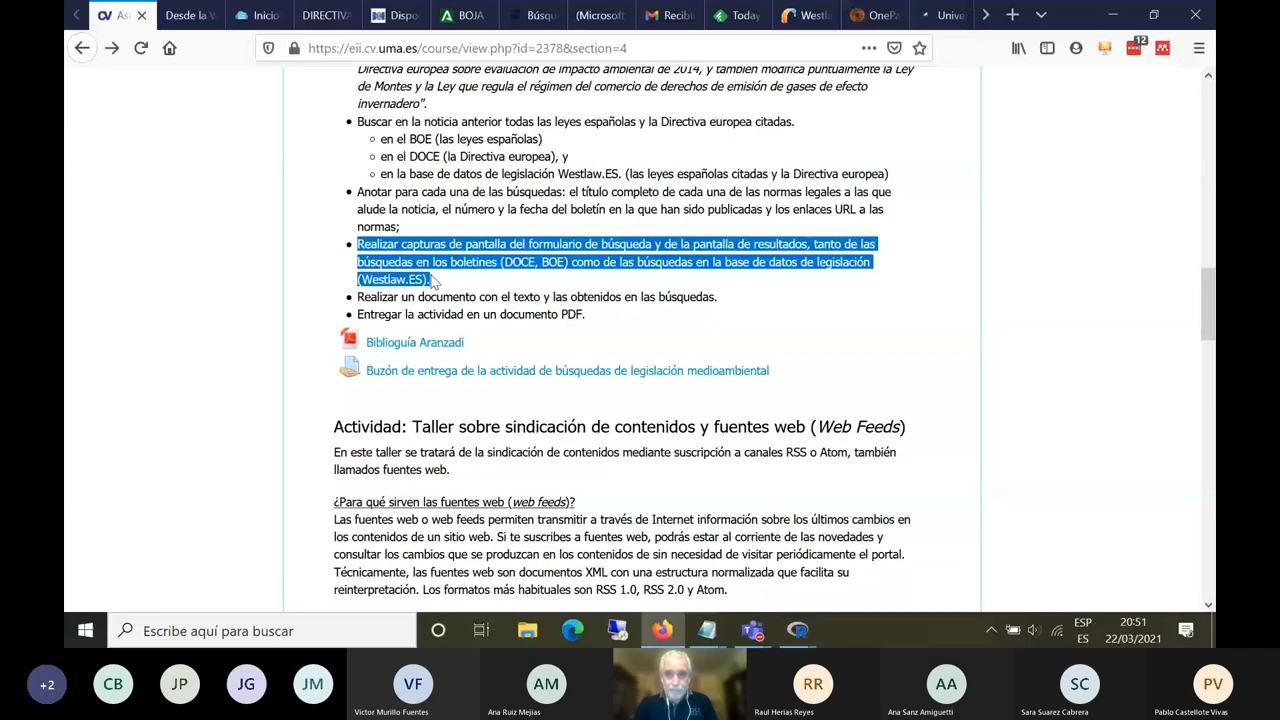 As
Desde la V
Inicio
DIRECTIVA
Dispo
BOJA
Búsqu
(Microsoft
Recibi
Today
Westla
OnePa
Univer
https://eii.cv.uma.es/course/view.php?id=2378&section=4
12
Directiva europea sobre evaluación de impacto ambiental de 2014, y también modifica puntualmente la Ley
de Montes y la Ley que regula el régimen del comercio de derechos de emisión de gases de efecto
invernadero".
Buscar en la noticia anterior todas las leyes españolas y la Directiva europea citadas.
en el BOE (las leyes españolas)
en el DOCE (la Directiva europea), y
en la base de datos de legislación Westlaw.ES. (las leyes españolas citadas y la Directiva europea)
Anotar para cada una de las búsquedas: el título completo de cada una de las normas legales a las que
alude la noticia, el número y la fecha del boletín en la que han sido publicadas y los enlaces URL a las
normas;
Realizar capturas de pantalla del formulario de búsqueda y de la pantalla de resultados, tanto de las
búsquedas en los boletines (DOCE, BOE) como de las búsquedas en la base de datos de legislación
(Westlaw.ES).
Realizar un documento con el texto y las obtenidos en las búsquedas.
Entregar la actividad en un documento PDF.
Biblioguía Aranzadi
Buzón de entrega de la actividad de búsquedas de legislación medioambiental
Actividad: Taller sobre sindicación de contenidos y fuentes web (Web Feeds)
En este taller se tratará de la sindicación de contenidos mediante suscripción a canales RSS o Atom, también
llamados fuentes web.
¿Para qué sirven las fuentes web (web feeds)?
Las fuentes web o web feeds permiten transmitir a través de Internet información sobre los últimos cambios en
los contenidos de un sitio web. Si te suscribes a fuentes web, podrás estar al corriente de las novedades y
consultar los cambios que se produzcan en los contenidos de sin necesidad de visitar periódicamente el portal.
Técnicamente, las fuentes web son documentos XML con una estructura normalizada que facilita su
reinterpretación. Los formatos más habituales son RSS 1.0, RSS 2.0 y Atom.
Escribe aquí para buscar
ESP
ES
20:51
22/03/2021
+2
CB
JP
JG
JM
VF
Victor Murillo Fuentes
AM
Ana Ruiz Mejias
RR
Raul Herias Reyes
AA
Ana Sanz Amiguetti
SC
Sara Suarez Cabrera
PV
Pablo Castellote Vivas